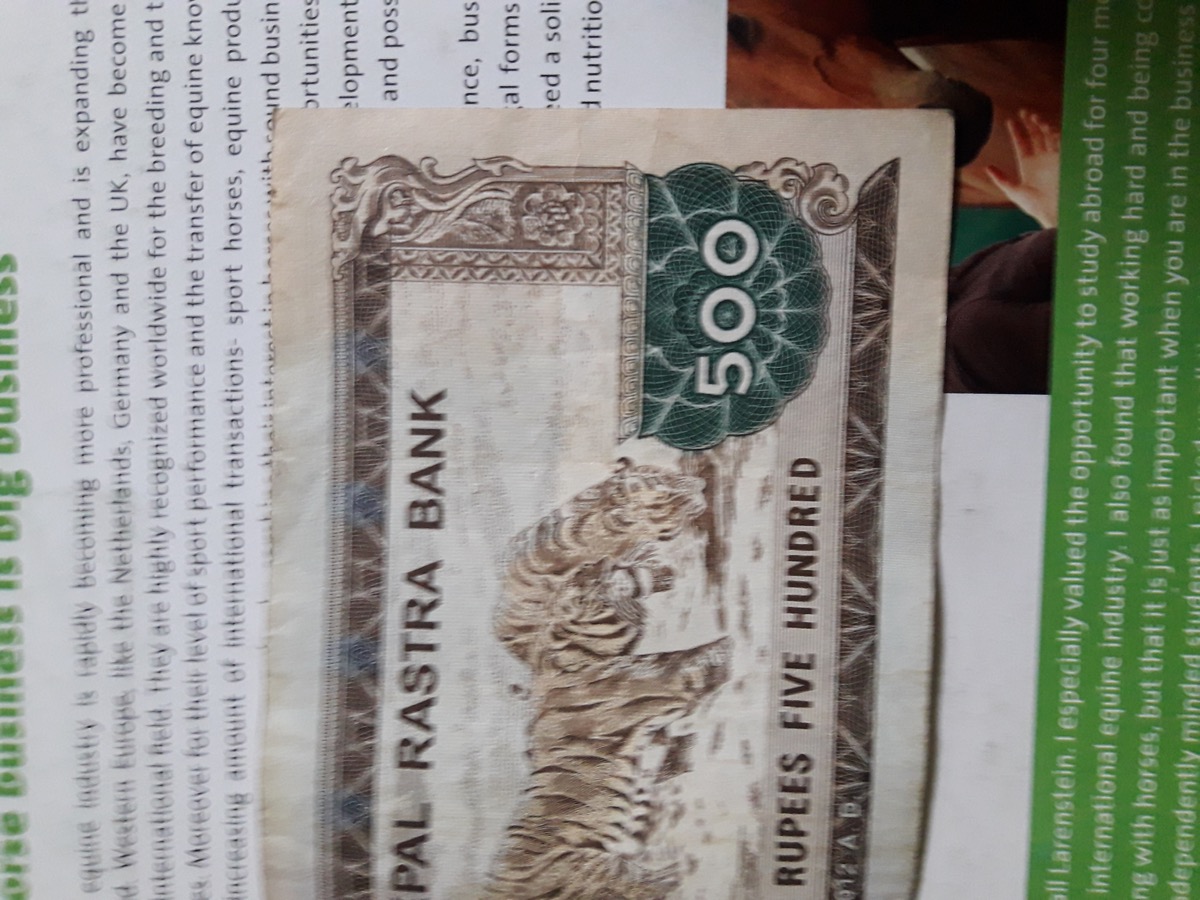 orse business is big business
equine industry is rapidly becoming more professional and is expanding th
d. Western Europe, like the Netherlands, Germany and the UK, have become
international field. They are highly recognized worldwide for the breeding and t
es. Moreover for their level of sport performance and the transfer of equine know
increasing amount of international transactions- sport horses, equine produ
their interest in horses with sound busin
ortunities
elopment
and poss
nce, bus
al forms
eed a soli
d nutritio
EPAL RASTRA BANK
500
RUPEES FIVE HUNDRED
012 A.D.
all Larenstein. I especially valued the opportunity to study abroad for four mo
international equine industry. I also found that working hard and being co
ng with horses, but that it is just as important when you are in the business
ndependently minded students. I picked